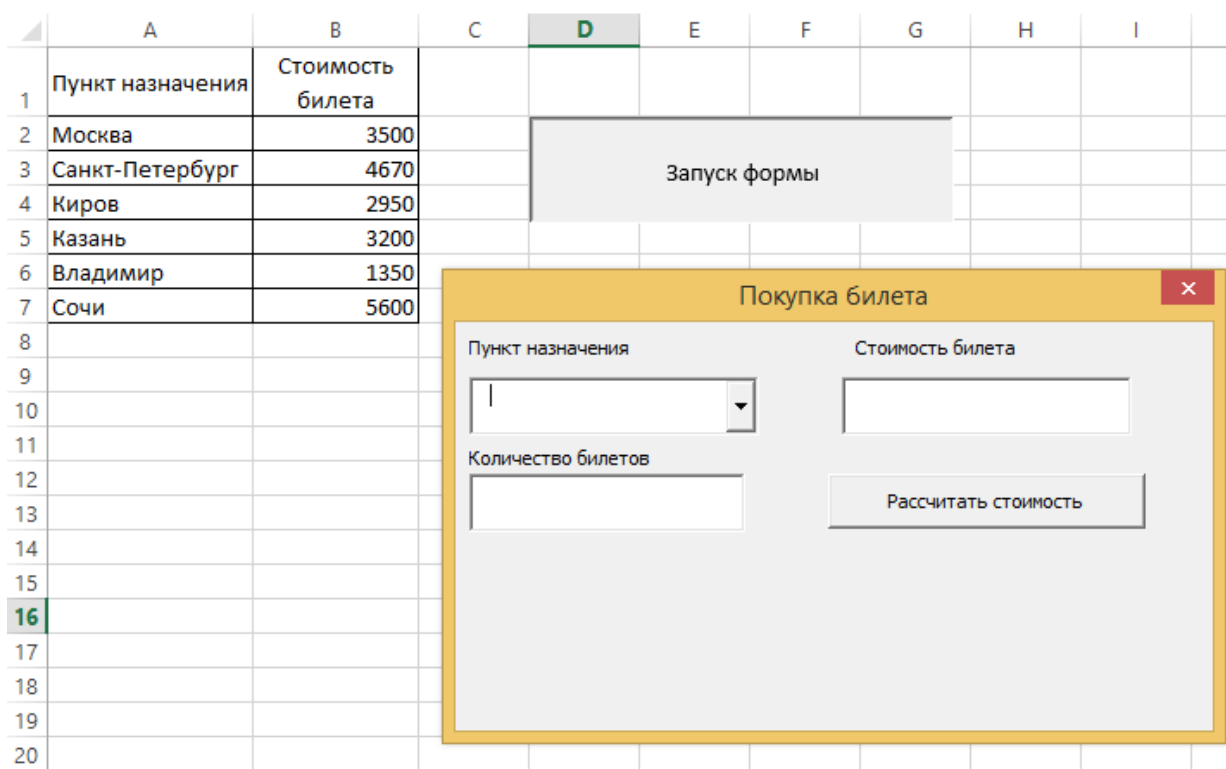 A B C D E F G H I
Пункт назначения Стоимость билета
1
2 Москва 3500
Запуск формы
3 Санкт-Петербург 4670
4 Киров 2950
5 Казань 3200
6 Владимир 1350
7 Сочи 5600
8
9
10
11
12
13
14
15
16
17
18
19
20
Покупка билета
Пункт назначения Стоимость билета
Количество билетов
Рассчитать стоимость